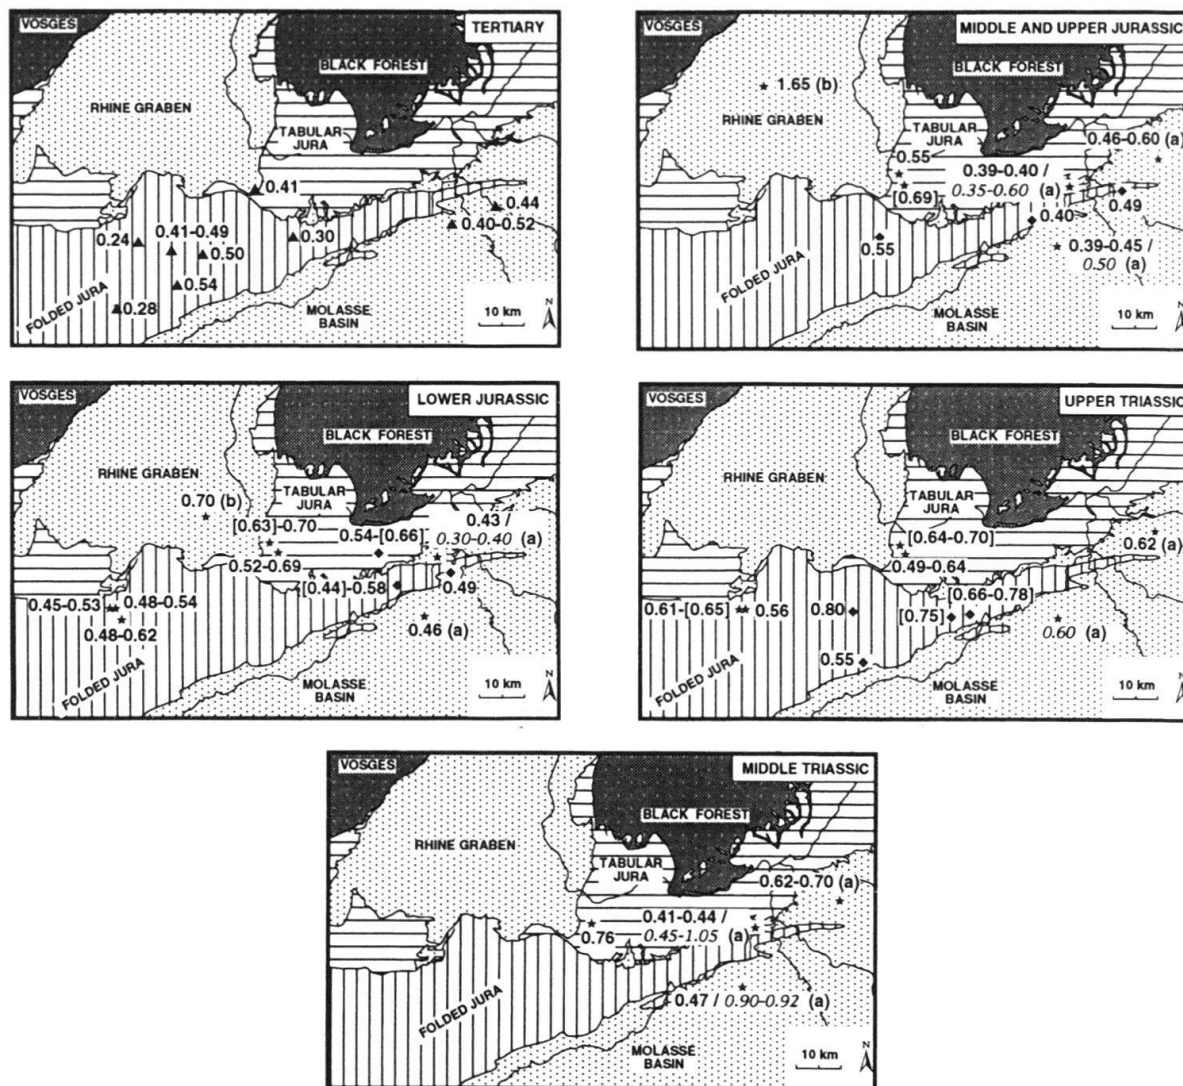 VOSGES
TERTIARY
BLACK FOREST
RHINE GRABEN
TABULAR
JURA
0.41
0.44
0.41-0.49
0.24
0.30
0.40-0.52
0.50
0.54
0.28
FOLDED JURA
MOLASSE
BASIN
10 km
N
VOSGES
MIDDLE AND UPPER JURASSIC
BLACK FOREST
1.65 (b)
RHINE GRABEN
TABULAR
JURA
0.46-0.60 (a)
0.55
0.39-0.40 /
0.35-0.60 (a)
[0.69]
0.49
0.40
0.55
0.39-0.45 /
0.50 (a)
FOLDED JURA
MOLASSE
BASIN
10 km
N
VOSGES
LOWER JURASSIC
BLACK FOREST
RHINE GRABEN
TABULAR
JURA
0.70 (b)
0.43 /
0.30-0.40 (a)
[0.63]-0.70
0.54-[0.66]
0.52-0.69
[0.44]-0.58
0.49
0.45-0.53
0.48-0.54
0.48-0.62
0.46 (a)
FOLDED JURA
MOLASSE
BASIN
10 km
N
VOSGES
UPPER TRIASSIC
BLACK FOREST
RHINE GRABEN
TABULAR
JURA
[0.64-0.70]
0.62 (a)
0.49-0.64
[0.66-0.78]
0.61-[0.65]
0.56
0.80
[0.75]
0.60 (a)
0.55
FOLDED JURA
MOLASSE
BASIN
10 km
N
VOSGES
MIDDLE TRIASSIC
BLACK FOREST
RHINE GRABEN
TABULAR
JURA
0.62-0.70 (a)
0.41-0.44 /
0.45-1.05 (a)
0.76
0.47 / 0.90-0.92 (a)
FOLDED JURA
MOLASSE
BASIN
10 km
N